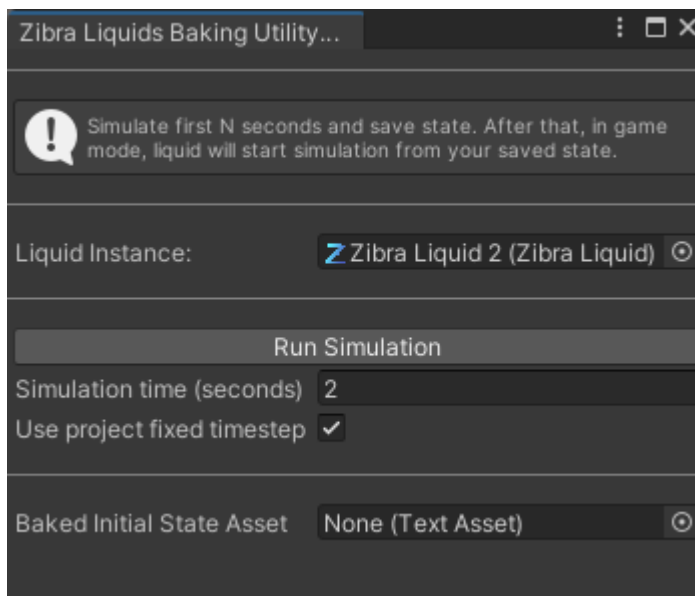 Zibra Liquids Baking Utility...
Simulate first N seconds and save state. After that, in game
mode, liquid will start simulation from your saved state.
Liquid Instance: Zibra Liquid 2 (Zibra Liquid)
Run Simulation
Simulation time (seconds) 2
Use project fixed timestep
Baked Initial State Asset None (Text Asset)